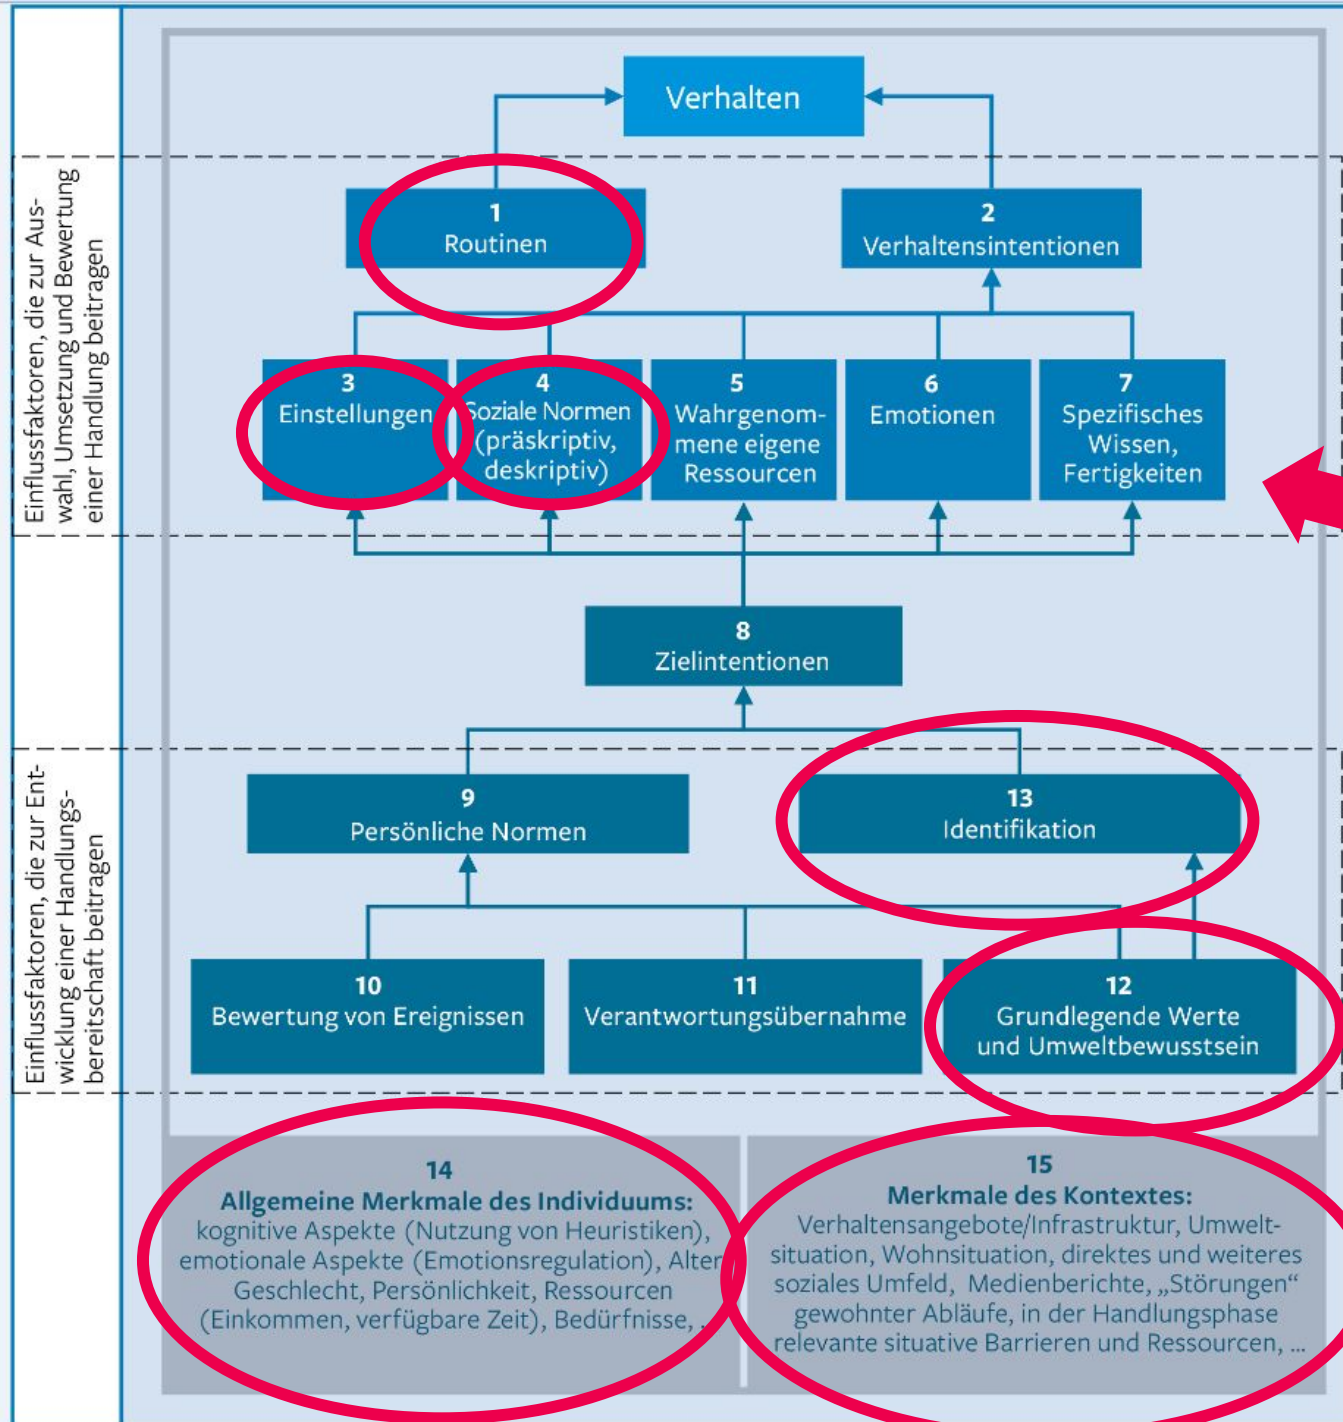 Verhalten
Einflussfaktoren, die zur Aus-
wahl, Umsetzung und Bewertung
einer Handlung beitragen
1
Routinen
2
Verhaltensintentionen
3
Einstellungen
4
Soziale Normen
(präskriptiv,
deskriptiv)
5
Wahrgenom-
mene eigene
Ressourcen
6
Emotionen
7
Spezifisches
Wissen,
Fertigkeiten
8
Zielintentionen
Einflussfaktoren, die zur Ent-
wicklung einer Handlungs-
bereitschaft beitragen
9
Persönliche Normen
13
Identifikation
10
Bewertung von Ereignissen
11
Verantwortungsübernahme
12
Grundlegende Werte
und Umweltbewusstsein
14
Allgemeine Merkmale des Individuums:
kognitive Aspekte (Nutzung von Heuristiken),
emotionale Aspekte (Emotionsregulation), Alter
Geschlecht, Persönlichkeit, Ressourcen
(Einkommen, verfügbare Zeit), Bedürfnisse, .
15
Merkmale des Kontextes:
Verhaltensangebote/Infrastruktur, Umwelt-
situation, Wohnsituation, direktes und weiteres
soziales Umfeld, Medienberichte, „Störungen“
gewohnter Abläufe, in der Handlungsphase
relevante situative Barrieren und Ressourcen, ...